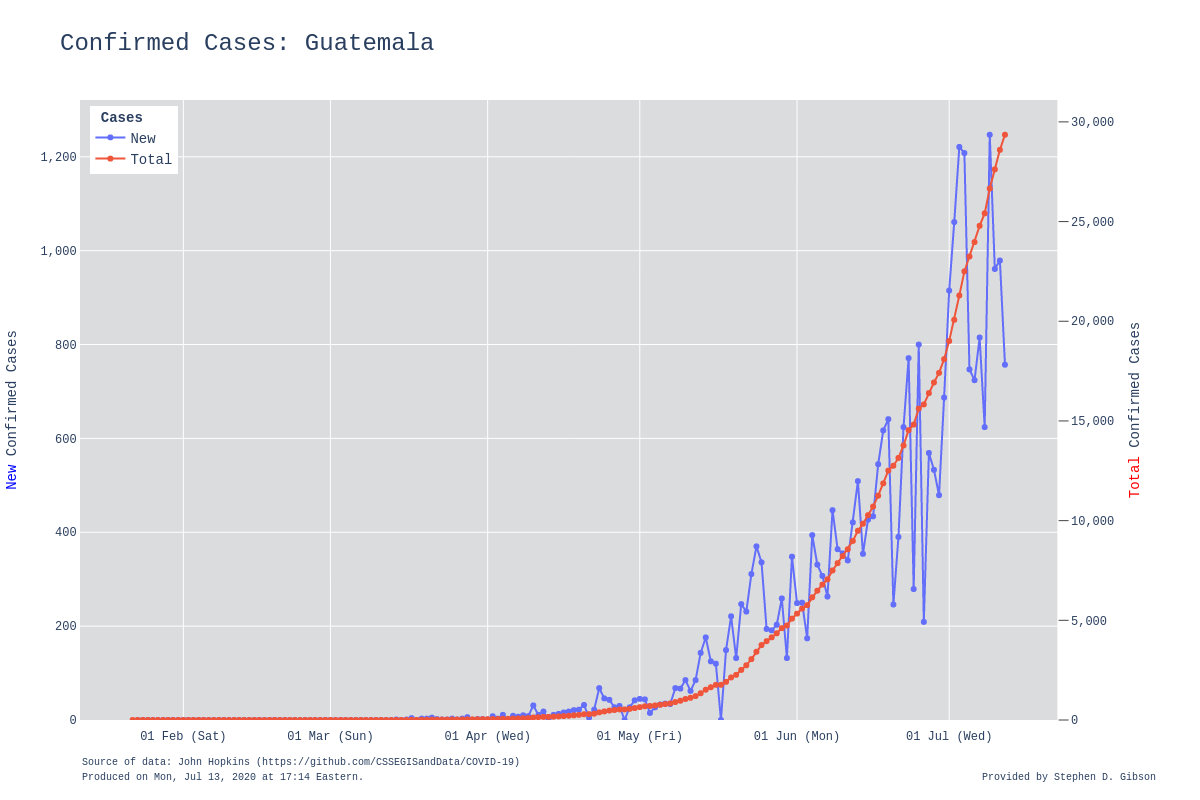 Confirmed Cases: Guatemala
Cases
New
Total
1,200
1,000
800
600
400
200
0
30,000
25,000
20,000
15,000
10,000
5,000
0
New Confirmed Cases
Total Confirmed Cases
01 Feb (Sat) 01 Mar (Sun) 01 Apr (Wed) 01 May (Fri) 01 Jun (Mon) 01 Jul (Wed)
Source of data: John Hopkins (https://github.com/CSSEGISandData/COVID-19)
Produced on Mon, Jul 13, 2020 at 17:14 Eastern.
Provided by Stephen D. Gibson